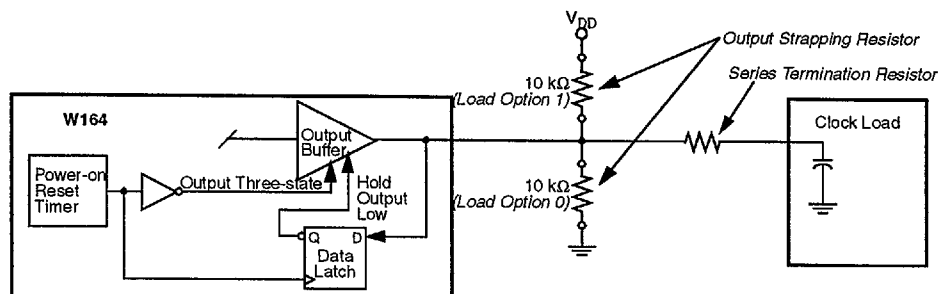 V DD
Output Strapping Resistor
Series Termination Resistor
10 kΩ
(Load Option 1)
W164
Output
Buffer
Clock Load
Power-on
Reset
Timer
Output Three-state
Hold
Output
Low
10 kΩ
(Load Option 0)
Q D
Data
Latch